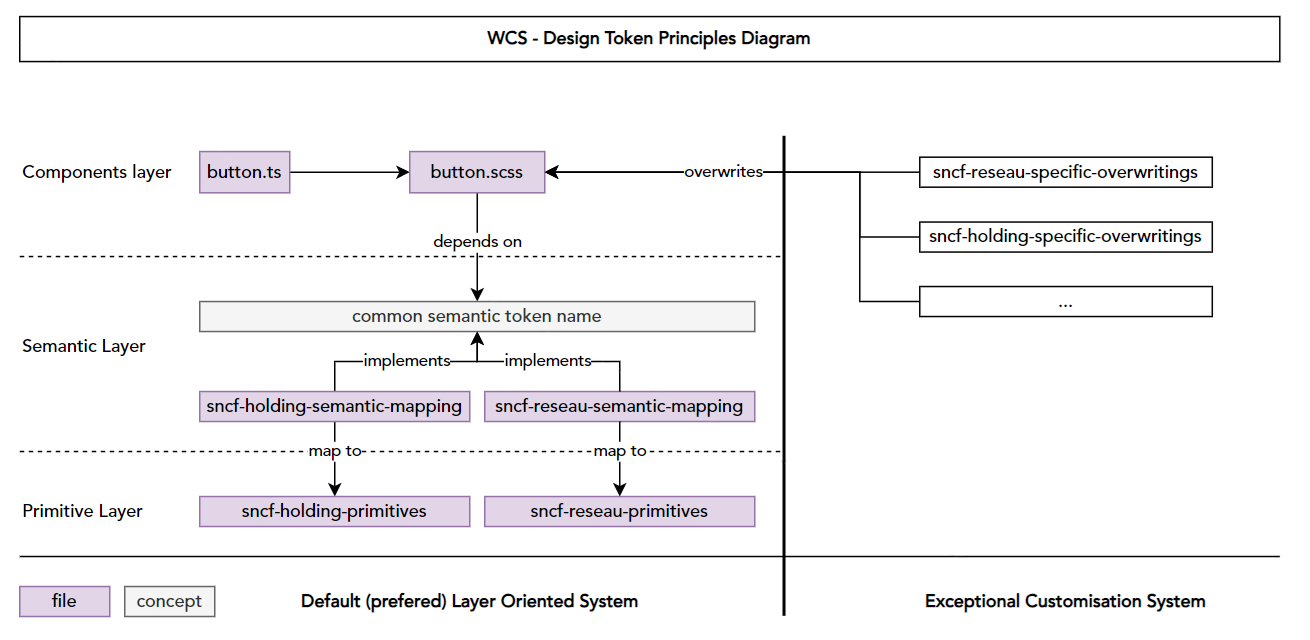 WCS - Design Token Principles Diagram
Components layer
button.ts
button.scss
overwrites
sncf-reseau-specific-overwritings
sncf-holding-specific-overwritings
...
depends on
common semantic token name
Semantic Layer
implements
implements
sncf-holding-semantic-mapping
sncf-reseau-semantic-mapping
map to
map to
Primitive Layer
sncf-holding-primitives
sncf-reseau-primitives
file
concept
Default (prefered) Layer Oriented System
Exceptional Customisation System